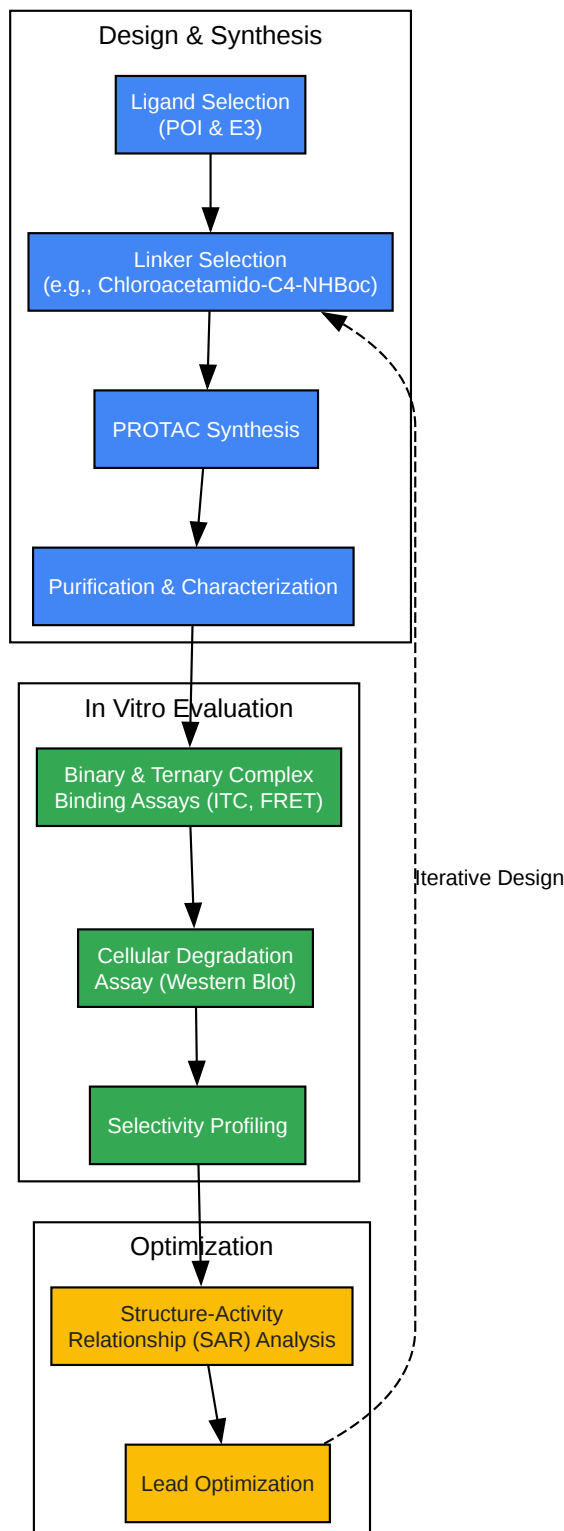 Design & Synthesis
Ligand Selection
(POI & E3)
Linker Selection
(e.g., Chloroacetamido-C4-NHBoc)
PROTAC Synthesis
Purification & Characterization
In Vitro Evaluation
Binary & Ternary Complex
Binding Assays (ITC, FRET)
Iterative Design
Cellular Degradation
Assay (Western Blot)
Selectivity Profiling
Optimization
Structure-Activity
Relationship (SAR) Analysis
Lead Optimization